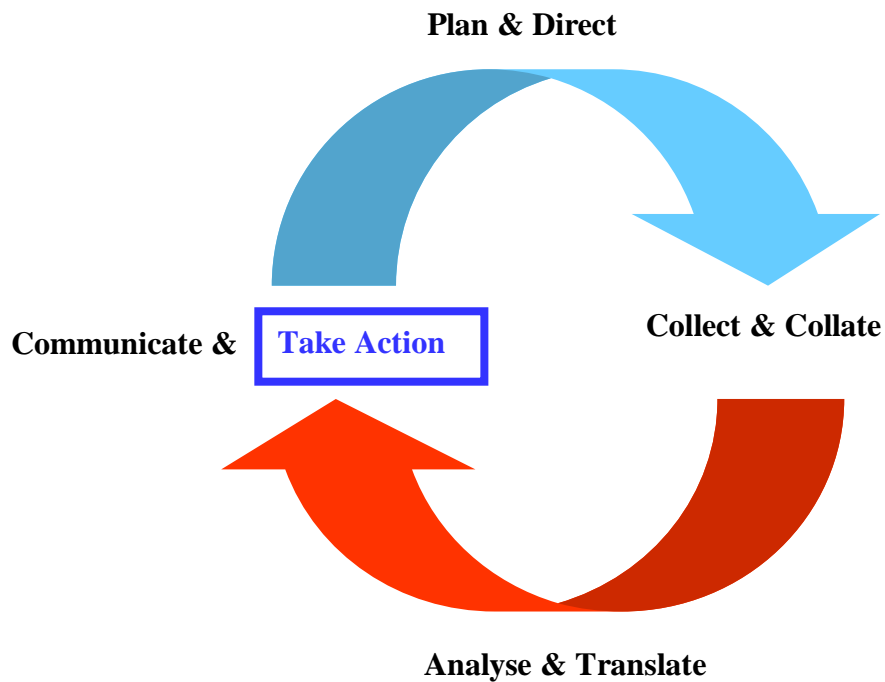 Plan & Direct
Communicate & Take Action
Collect & Collate
Analyse & Translate